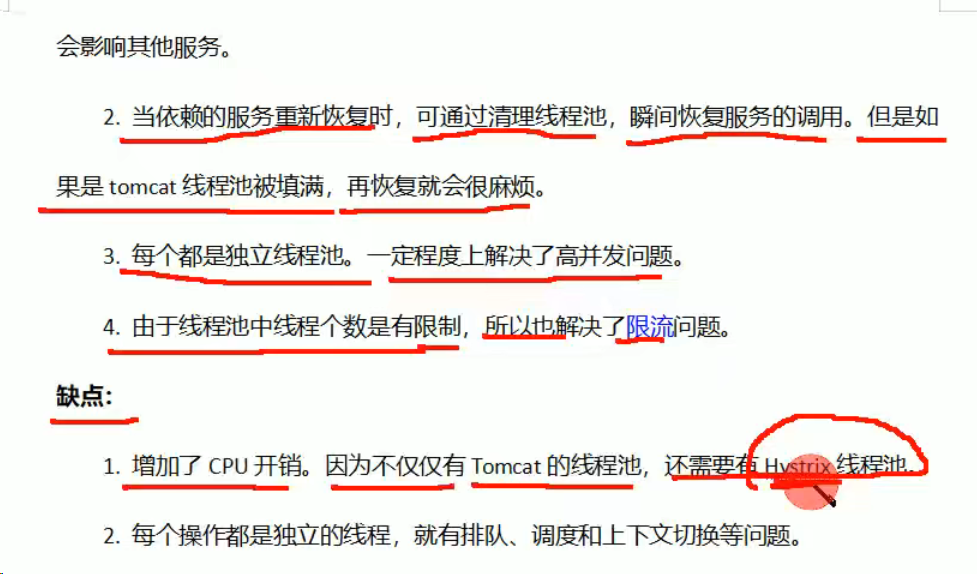 会影响其他服务。
2. 当依赖的服务重新恢复时，可通过清理线程池，瞬间恢复服务的调用。但是如
果是 tomcat 线程池被填满，再恢复就会很麻烦。
3. 每个都是独立线程池。一定程度上解决了高并发问题。
4. 由于线程池中线程个数是有限制，所以也解决了限流问题。
缺点：
1. 增加了 CPU 开销。因为不仅仅有 Tomcat 的线程池，还需要有 Hystrix 线程池。
2. 每个操作都是独立的线程，就有排队、调度和上下文切换等问题。